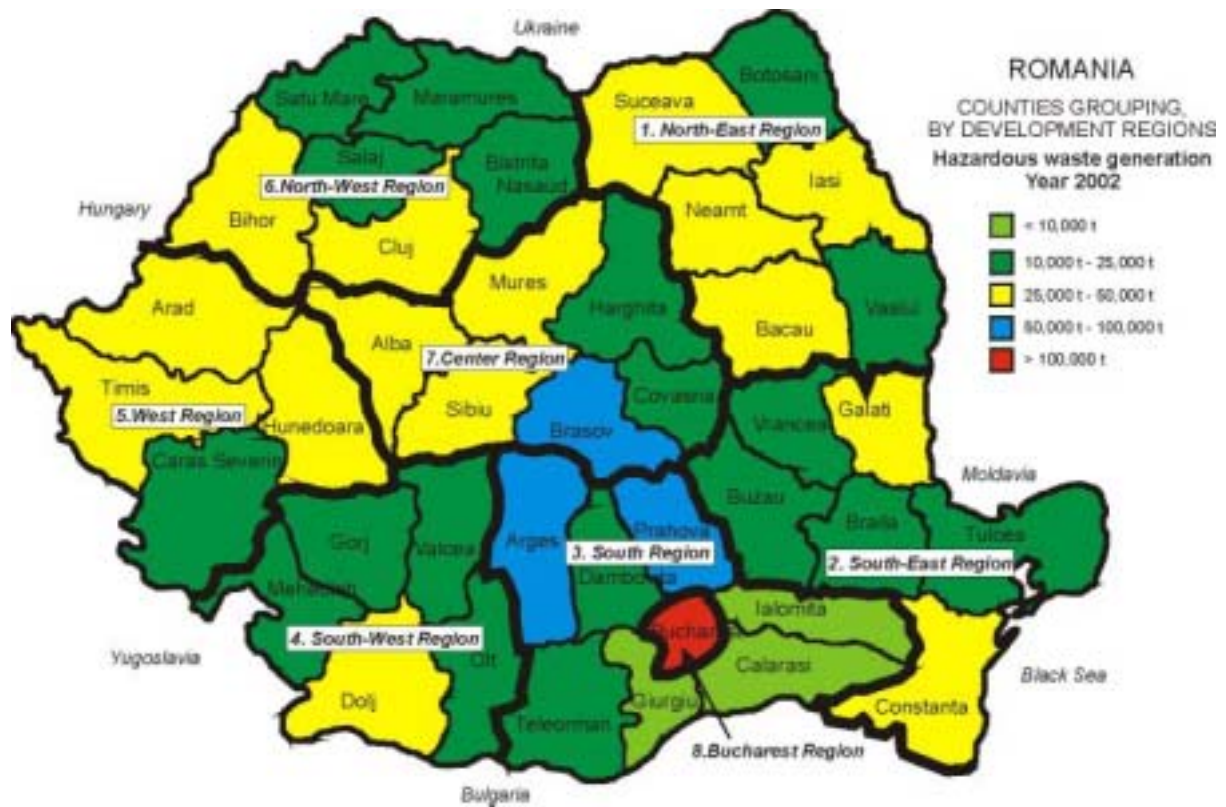 Ukraine
ROMANIA
COUNTIES GROUPING,
BY DEVELOPMENT REGIONS
Hazardous waste generation
Year 2002
< 10,000 t
10,000 t - 25,000 t
25,000 t - 50,000 t
50,000 t - 100,000 t
> 100,000 t
Botosani
Satu Mare
Maramures
Suceava
1. North-East Region
Salaj
Bistrita
Nasaud
6.North-West Region
Iasi
Hungary
Bihor
Cluj
Neamt
Mures
Arad
Harghita
Vaslui
Alba
Bacau
7.Center Region
Timis
5.West Region
Sibiu
Covasna
Hunedoara
Brasov
Vrancea
Galati
Caras Severin
Moldavia
Buzau
Braila
Tulcea
Gorj
Valcea
Arges
Prahova
3. South Region
2. South-East Region
Dambovita
Mehedinti
Ialomita
4. South-West Region
Yugoslavia
Olt
Calarasi
Black Sea
Dolj
Teleorman
Giurgiu
Constanta
8.Bucharest Region
Bulgaria